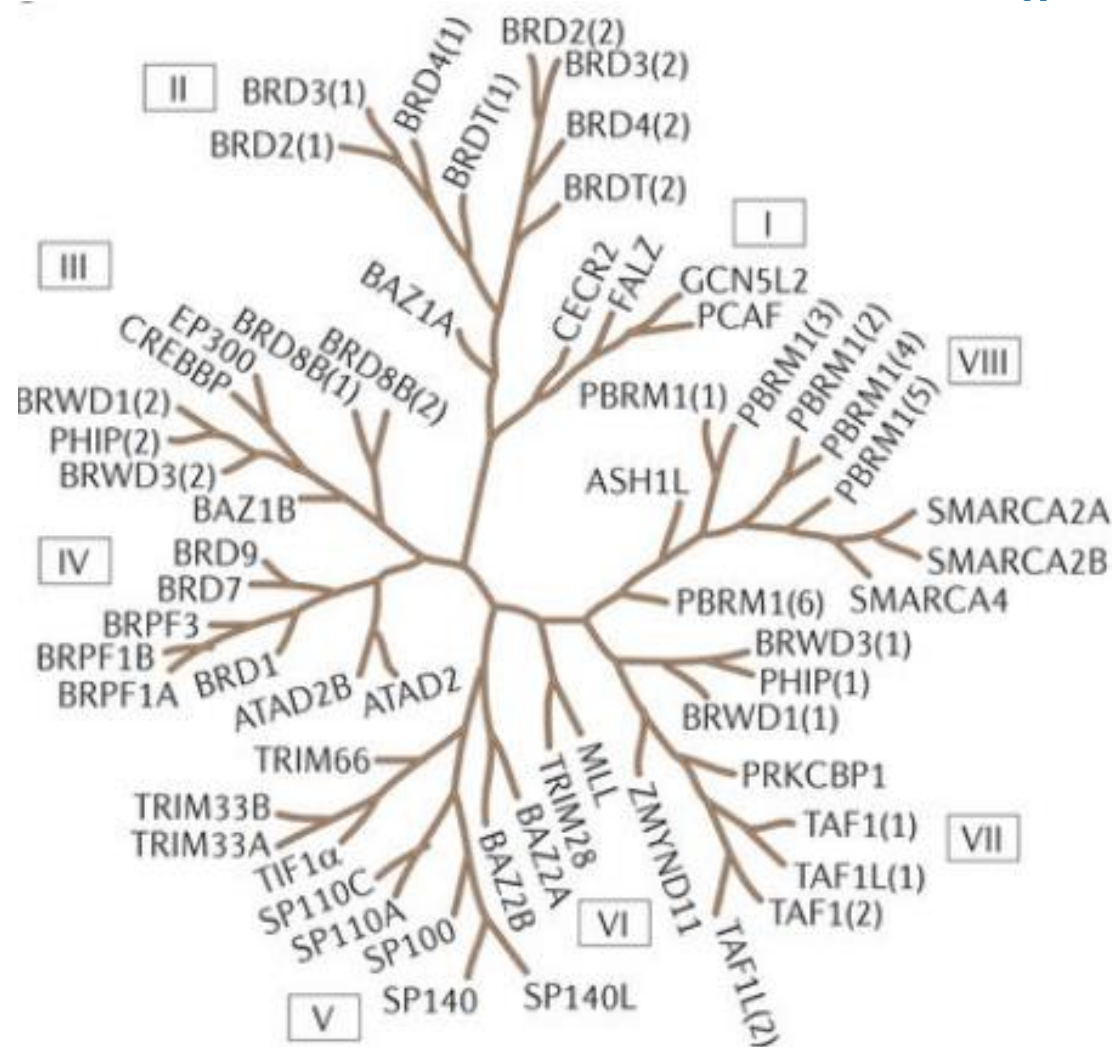 BRD2(2)
BRD3(2)
BRD4(1)
II
BRD3(1)
BRDT(1)
BRD4(2)
BRD2(1)
BRDT(2)
I
III
CECR2
FALZ
GCN5L2
PCAF
BAZ1A
EP300
BRD8B(1)
BRD8B(2)
CREBBP
PBRM1(1)
PBRM1(3)
PBRM1(2)
PBRM1(4)
PBRM1(5)
VIII
BRWD1(2)
PHIP(2)
BRWD3(2)
BAZ1B
ASH1L
SMARCA2A
SMARCA2B
SMARCA4
IV
BRD9
BRD7
BRPF3
BRPF1B
BRPF1A
BRD1
ATAD2B
ATAD2
PBRM1(6)
BRWD3(1)
PHIP(1)
BRWD1(1)
TRIM66
TRIM33B
TRIM33A
TIF1α
SP110C
SP110A
SP100
SP140
SP140L
BAZ2B
BAZ2A
TRIM28
MLL
ZMYND11
PRKCBP1
TAF1(1)
TAF1L(1)
TAF1(2)
TAF1L(2)
VII
VI
V